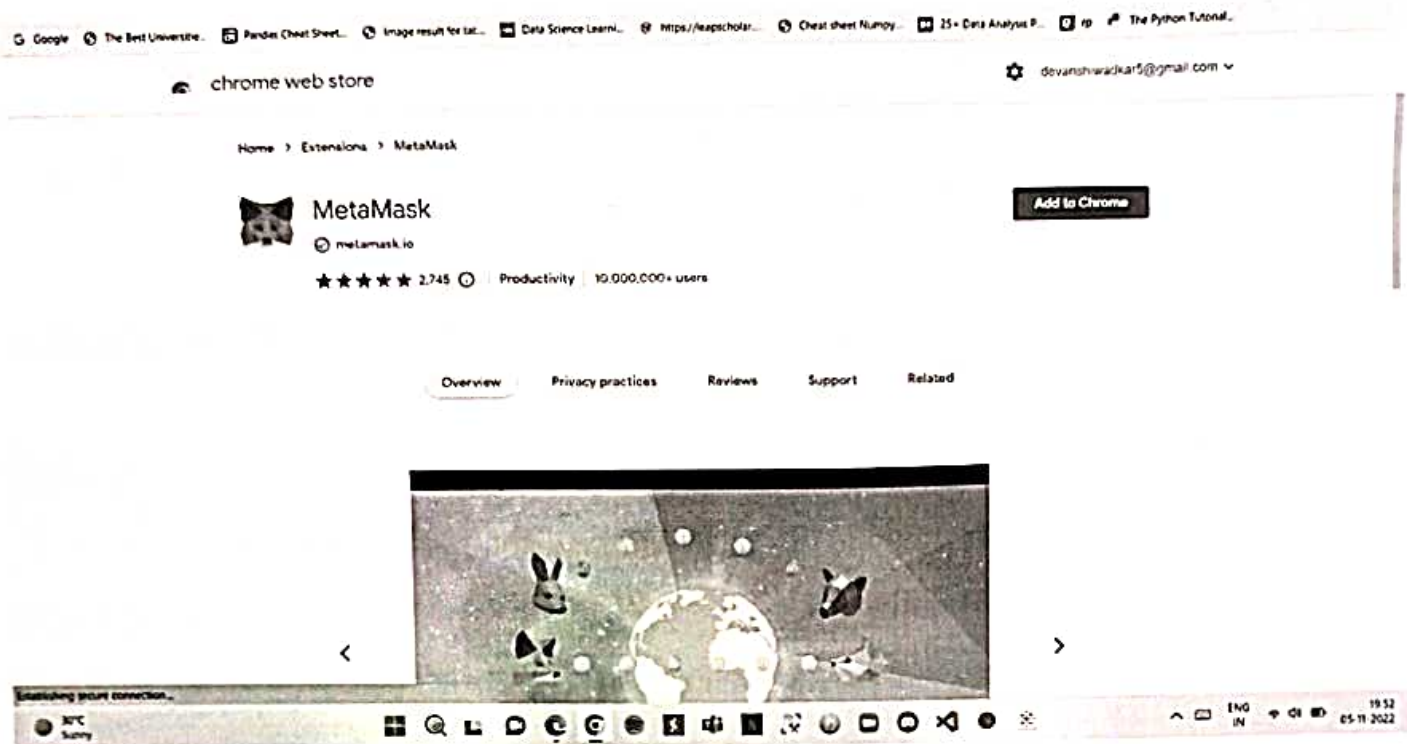 Google The Best Universitie.. Pandas Cheat Sheet.. Image result for tat... Data Science Learni... https://leapscholar... Cheat sheet Numpy... 25+ Data Analysis P... rp The Python Tutorial..
chrome web store
devanshiwadkar5@gmail.com
Home > Extensions > MetaMask
MetaMask
Add to Chrome
metamask.io
2,745 Productivity 10,000,000+ users
Overview Privacy practices Reviews Support Related
Establishing secure connection...
30°C
Sunny
ENG
IN
19:52
05-11-2022